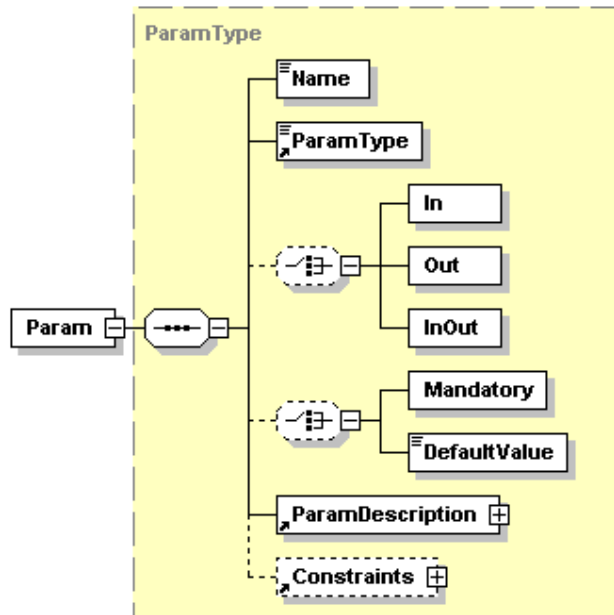 ParamType
Name
ParamType
In
Out
InOut
Param
Mandatory
DefaultValue
ParamDescription
Constraints